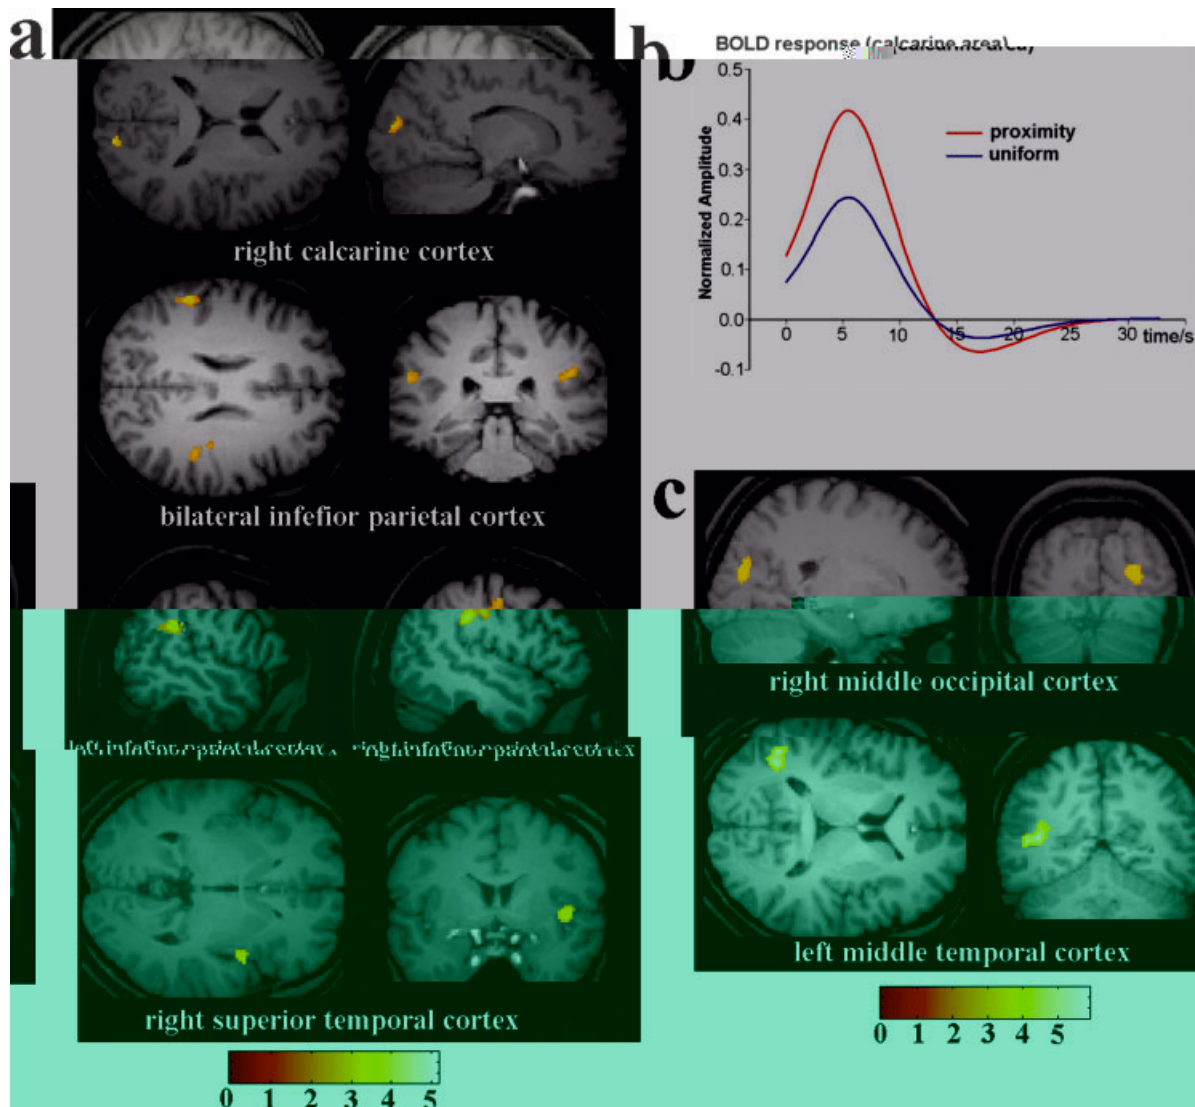 a
right calcarine cortex
bilateral infefior parietal cortex
right superior temporal cortex
0 1 2 3 4 5
b
BOLD response (calcarine area)
Normalized Amplitude
0.5
0.4
0.3
0.2
0.1
0.0
-0.1
proximity
uniform
0 5 10 15 20 25 30 time/s
c
right middle occipital cortex
left middle temporal cortex
0 1 2 3 4 5